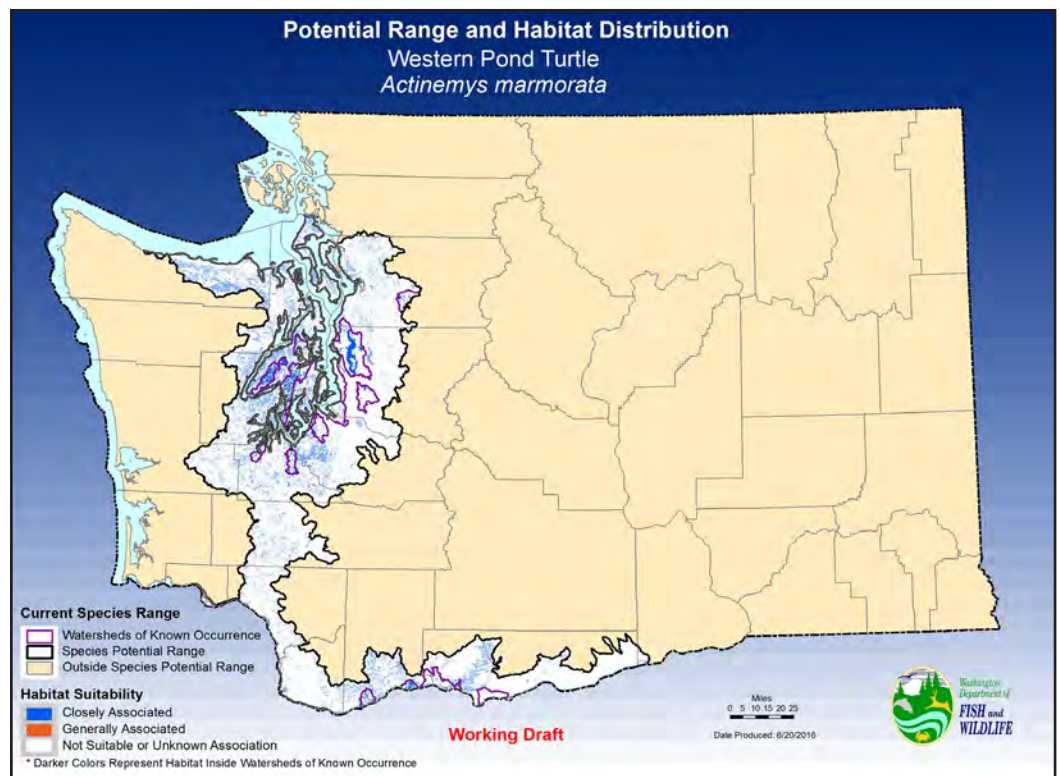 Potential Range and Habitat Distribution
Western Pond Turtle
Actinemys marmorata
Current Species Range
Watersheds of Known Occurrence
Species Potential Range
Outside Species Potential Range
Habitat Suitability
Closely Associated
Generally Associated
Not Suitable or Unknown Association
* Darker Colors Represent Habitat Inside Watersheds of Known Occurrence
Working Draft
Miles
0 5 10 15 20 25
Date Produced: 6/20/2016
Washington
Department of
FISH and
WILDLIFE